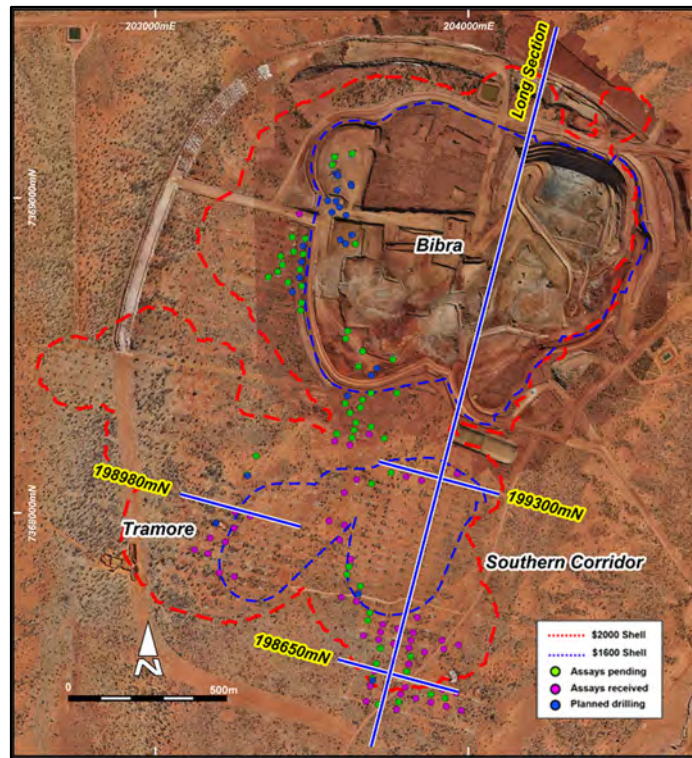 203000mE
204000mE
Long Section
7369000mN
Bibra
198980mN
199300mN
7368000mN
Tramore
Southern Corridor
198650mN
N
0
500m
$2000 Shell
$1600 Shell
Assays pending
Assays received
Planned drilling